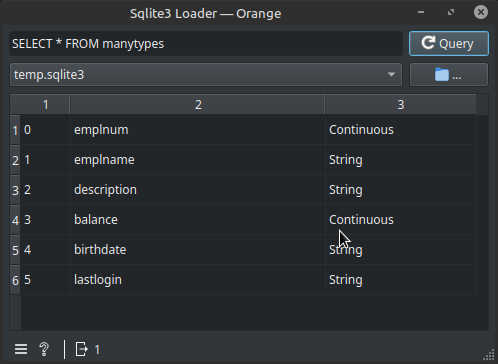 Sqlite3 Loader — Orange
SELECT * FROM manytypes
Query
temp.sqlite3
...
1 2 3
1 0 emplnum Continuous
2 1 emplname String
3 2 description String
4 3 balance Continuous
5 4 birthdate String
6 5 lastlogin String
? 1